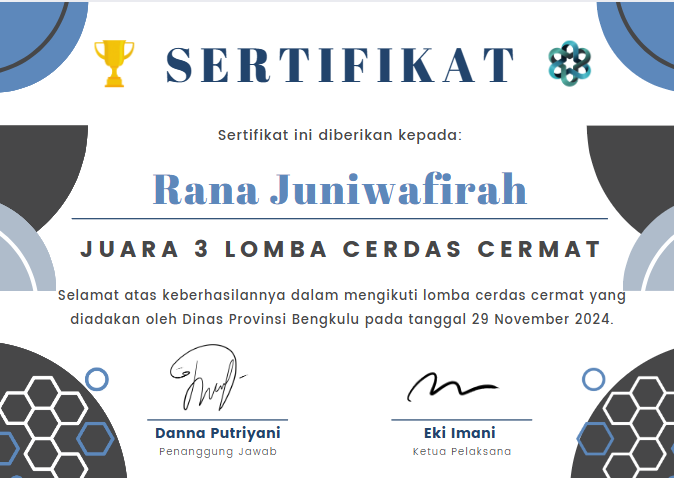 SERTIFIKAT
Sertifikat ini diberikan kepada:
Rana Juniwafirah
JUARA 3 LOMBA CERDAS CERMAT
Selamat atas keberhasilannya dalam mengikuti lomba cerdas cermat yang
diadakan oleh Dinas Provinsi Bengkulu pada tanggal 29 November 2024.
Danna Putriyani
Penanggung Jawab
Eki Imani
Ketua Pelaksana